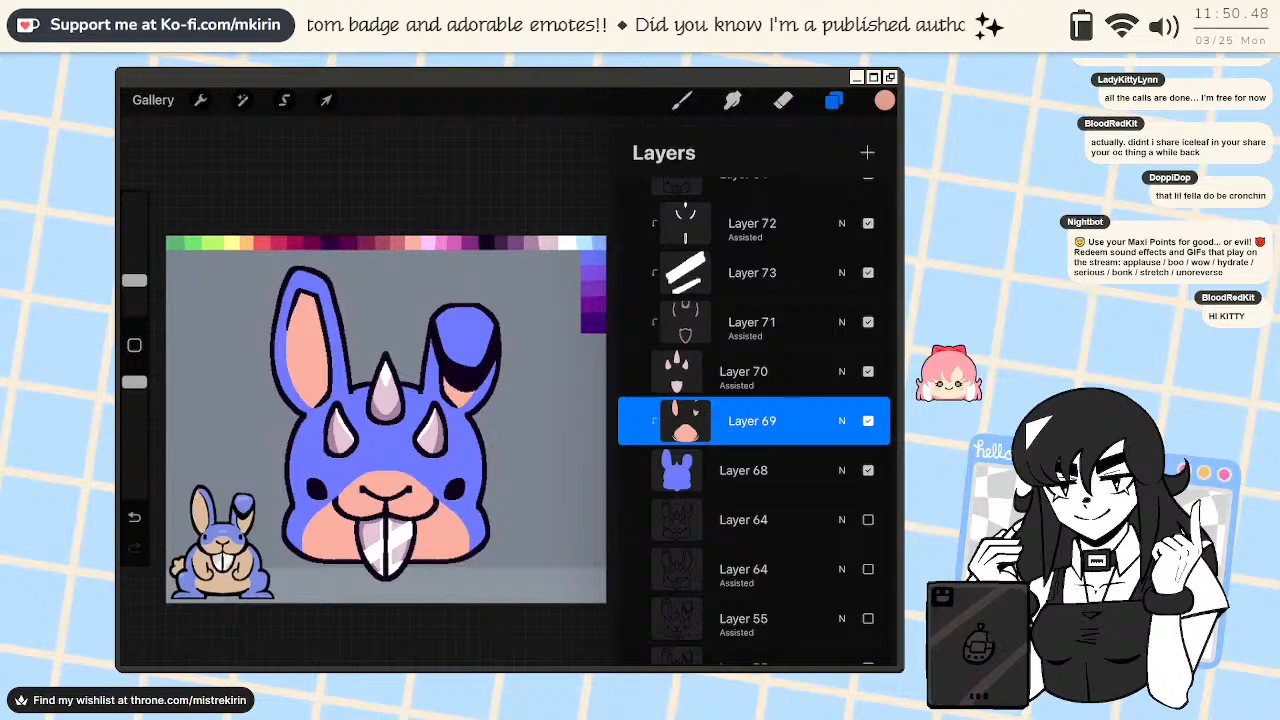 Support me at Ko-fi.com/mkirin
tom badge and adorable emotes!! ◆ Did you know I'm a published autho
11:50.48
03/25 Mon
LadyKittyLynn
all the calls are done... I'm free for now
BloodRedKit
actually. didnt i share iceleaf in your share
your oc thing a while back
DoppiDop
that lil fella do be cronchin
Nightbot
😇 Use your Maxi Points for good... or evil! 👹
Redeem sound effects and GIFs that play on
the stream: applause / boo / wow / hydrate /
serious / bonk / stretch / unoreverse
BloodRedKit
HI KITTY
Gallery
Layers
Layer 72 N
Assisted
Layer 73 N
Layer 71 N
Assisted
Layer 70 N
Assisted
Layer 69 N
Layer 68 N
Layer 64 N
Layer 64 N
Assisted
Layer 55 N
Assisted
hello
Find my wishlist at throne.com/mistrekirin